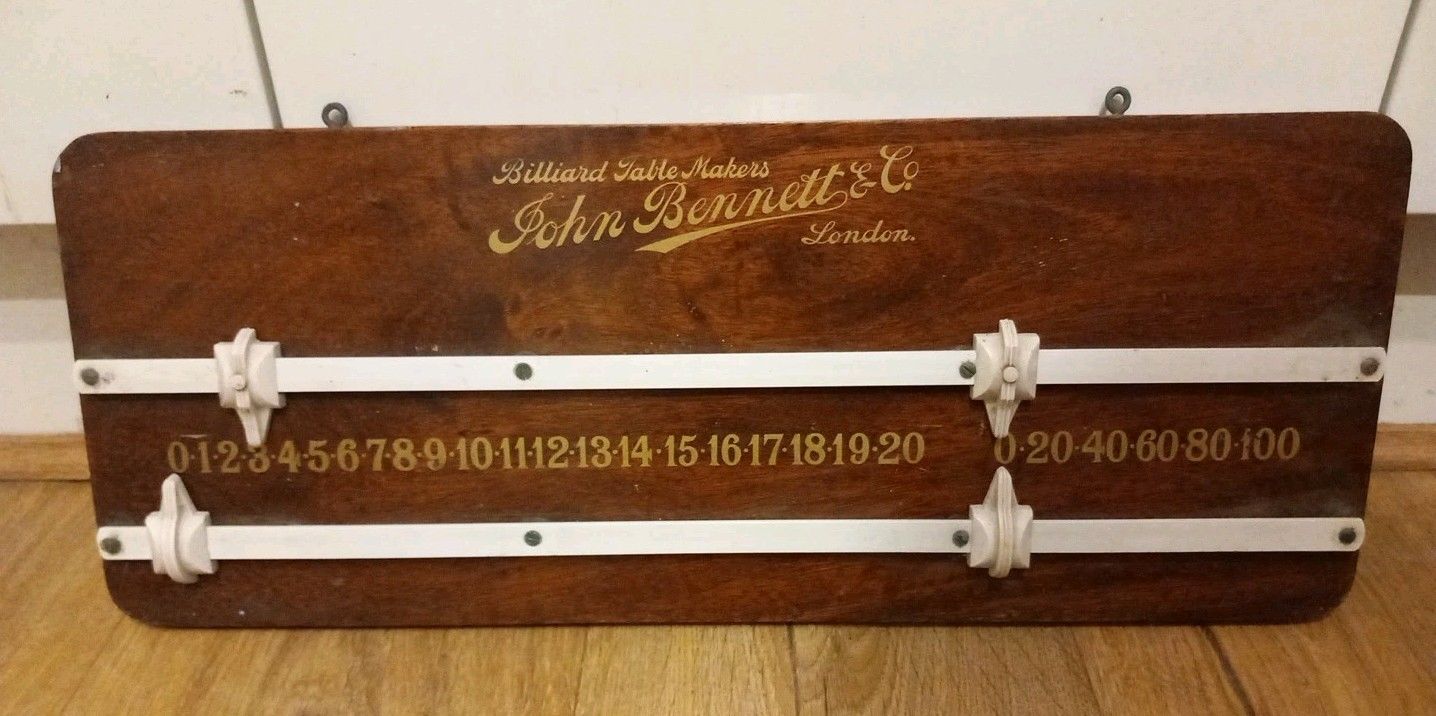 Billiard Table Makers
John Bennett & Co.
London.
0·1·2·3·4·5·6·7·8·9·10·11·12·13·14·15·16·17·18·19·20 0·20·40·60·80·100